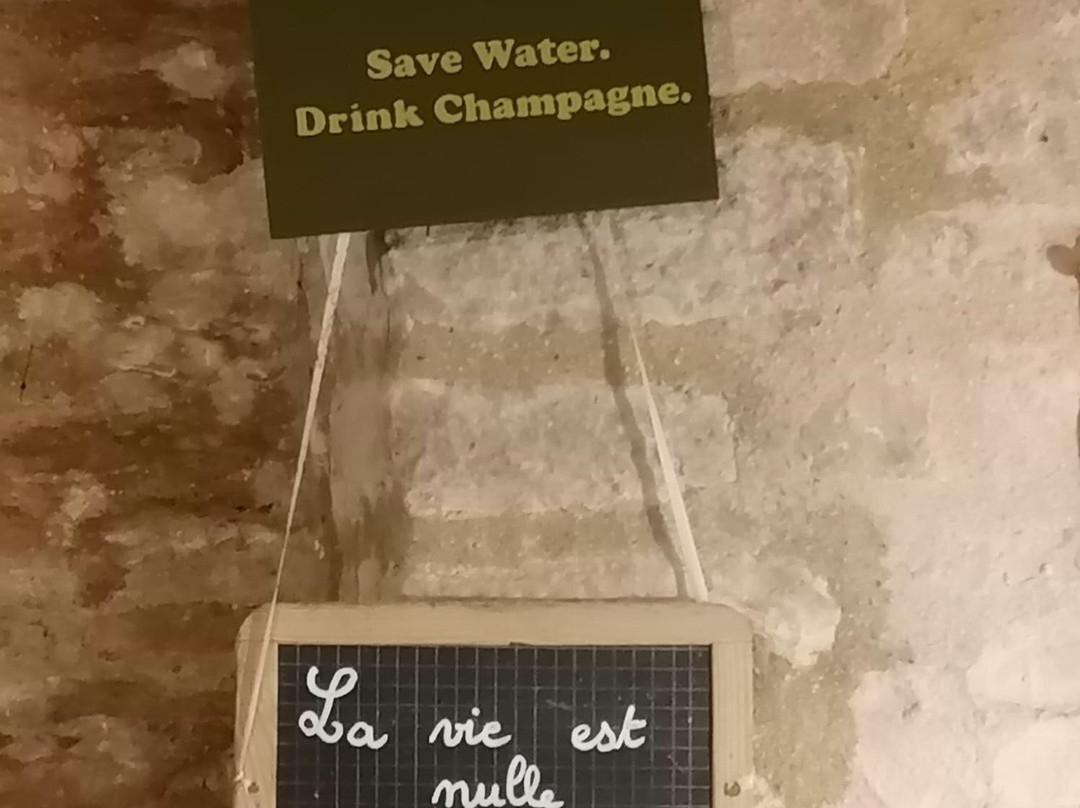 Save Water.
Drink Champagne.
La vie est
nulle